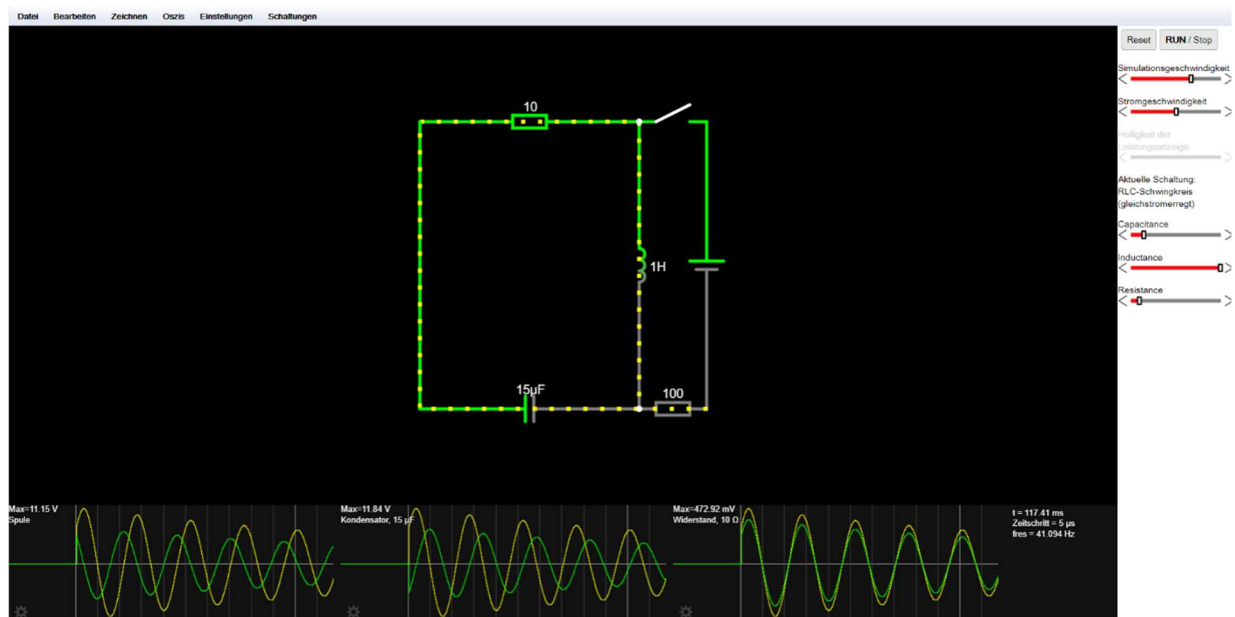 Datei Bearbeiten Zeichnen Oszis Einstellungen Schaltungen
Reset RUN / Stop
Simulationsgeschwindigkeit
Stromgeschwindigkeit
Helligkeit der
Leistungsanzeige
Aktuelle Schaltung:
RLC-Schwingkreis
(gleichstromerregt)
Capacitance
Inductance
Resistance
10
1H
15µF
100
Max=11.15 V
Spule
Max=11.84 V
Kondensator, 15 µF
Max=472.92 mV
Widerstand, 10 Ω
t = 117.41 ms
Zeitschritt = 5 µs
fres = 41.094 Hz